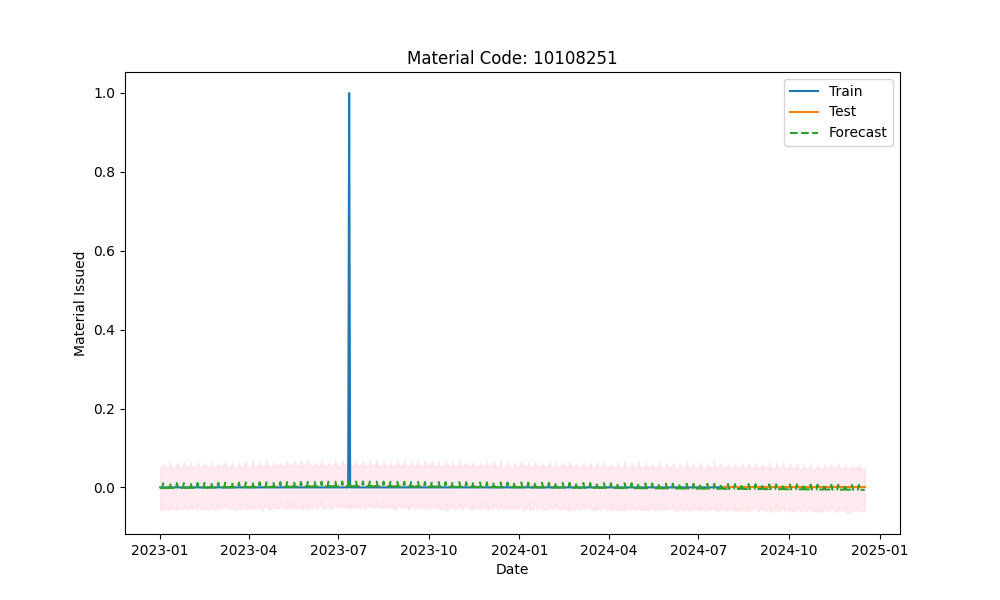 Material Code: 10108251
Train
Test
Forecast
Material Issued
1.0
0.8
0.6
0.4
0.2
0.0
2023-01 2023-04 2023-07 2023-10 2024-01 2024-04 2024-07 2024-10 2025-01
Date